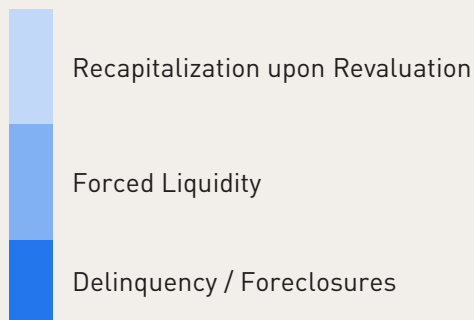 Recapitalization upon Revaluation
Forced Liquidity
Delinquency / Foreclosures